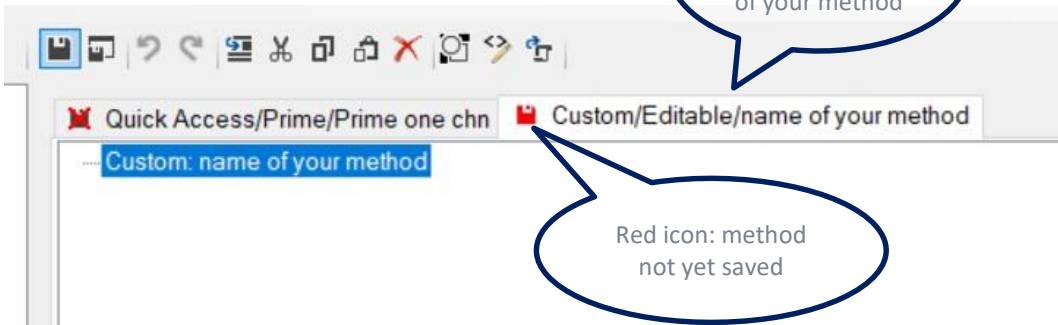 of your method
Quick Access/Prime/Prime one chn
Custom/Editable/name of your method
Custom: name of your method
Red icon: method
not yet saved